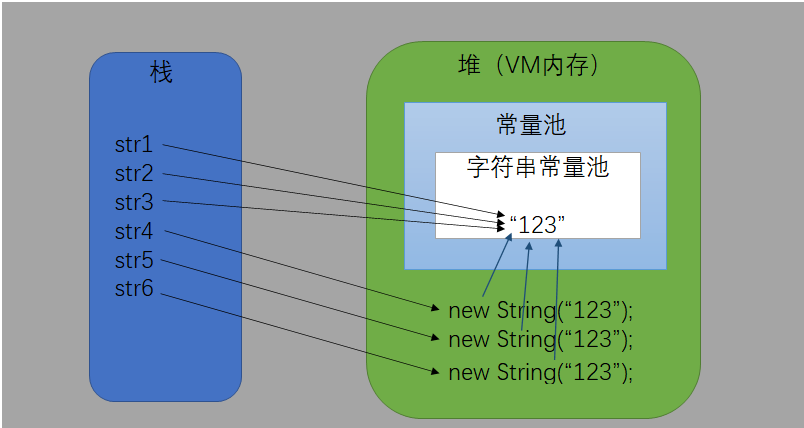 栈
str1
str2
str3
str4
str5
str6
堆（VM内存）
常量池
字符串常量池
“123”
new String(“123”);
new String(“123”);
new String(“123”);